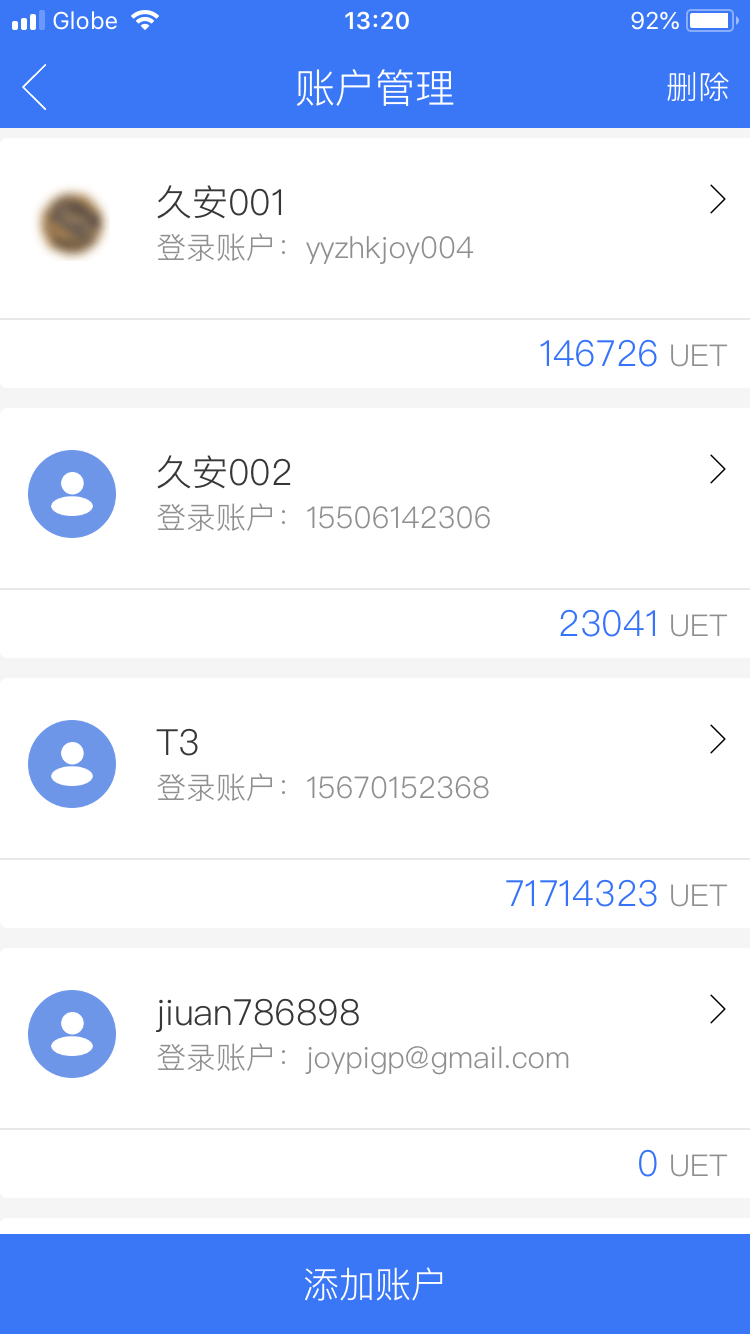 Globe 13:20 92%
账户管理 删除
久安001
登录账户：yyzhkjoy004
146726 UET
久安002
登录账户：15506142306
23041 UET
T3
登录账户：15670152368
71714323 UET
jiuan786898
登录账户：joypigp@gmail.com
0 UET
添加账户